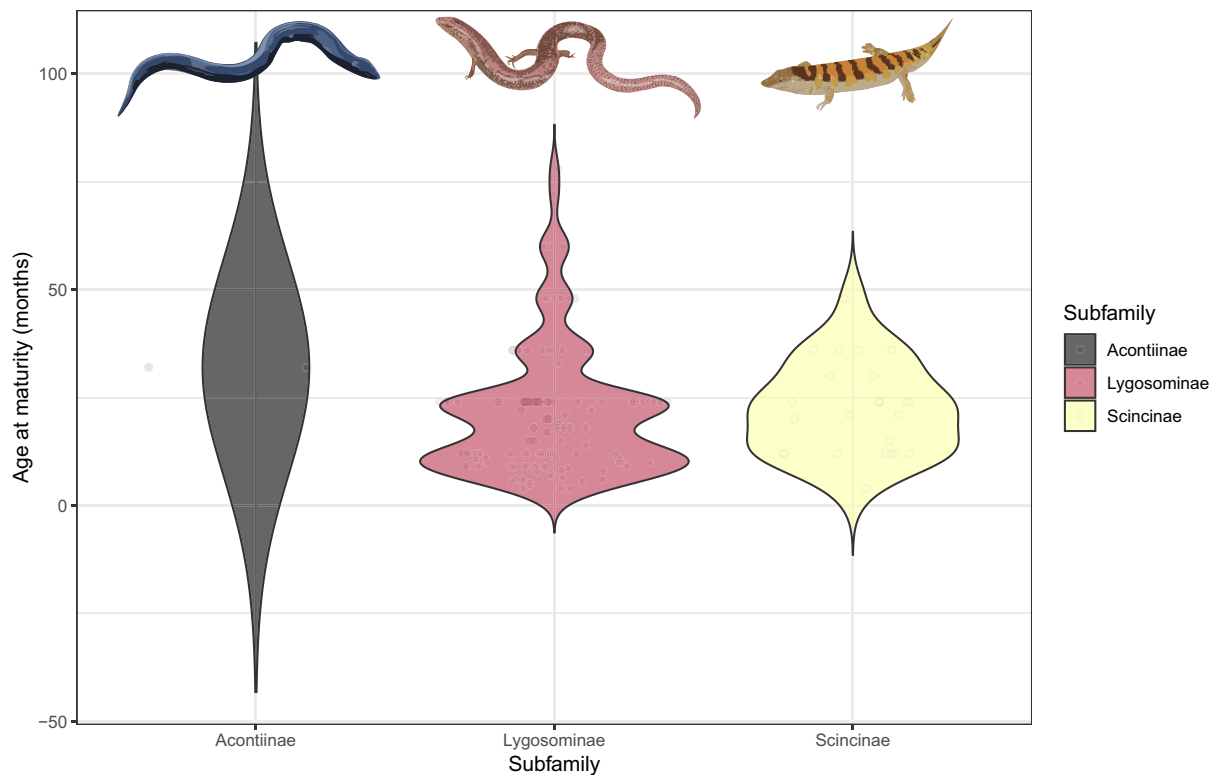 Age at maturity (months)
100
50
0
−50
Acontiinae
Lygosominae
Scincinae
Subfamily
Subfamily
Acontiinae
Lygosominae
Scincinae